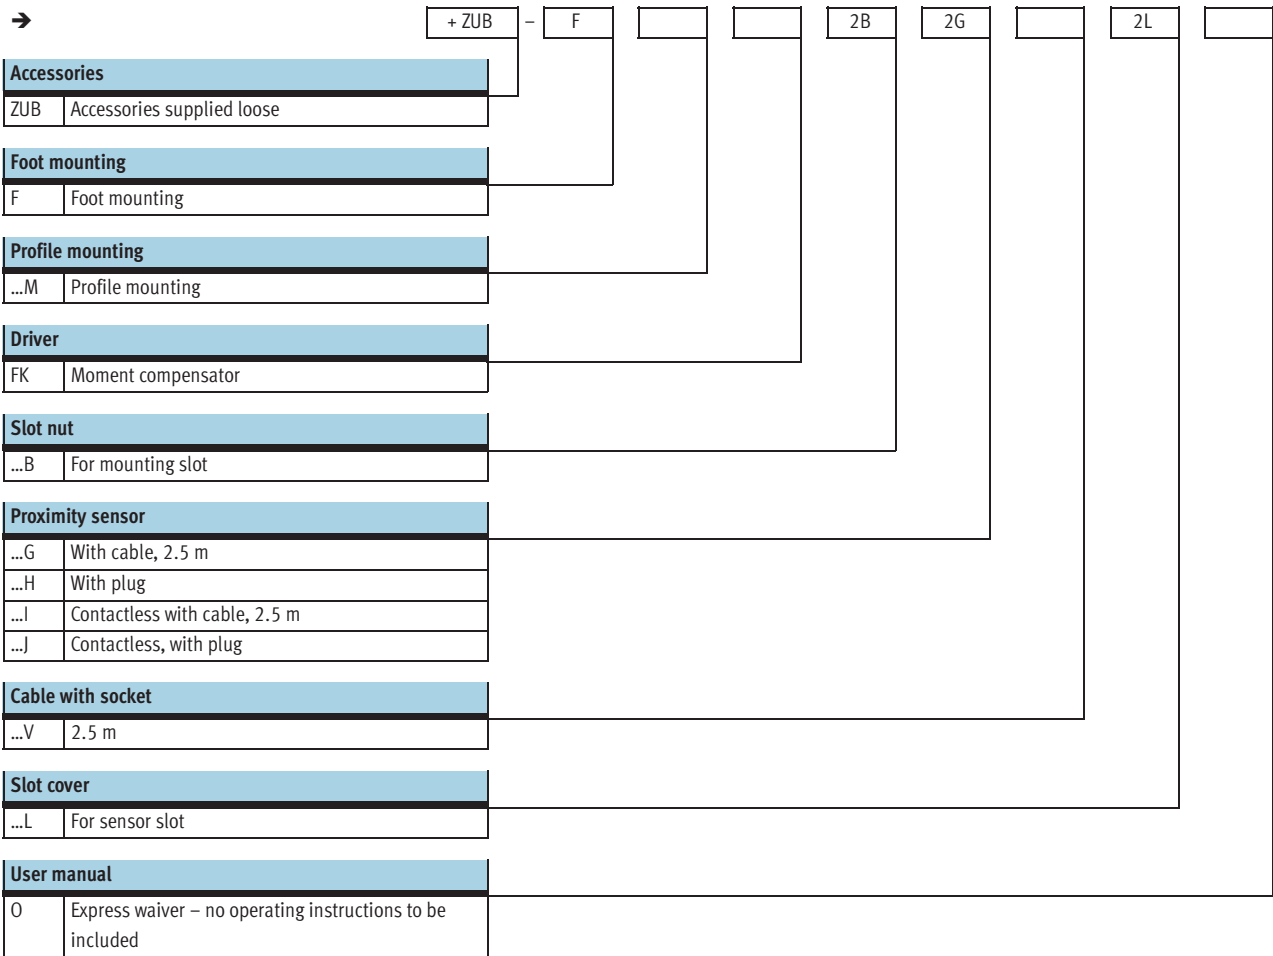 ➔ + ZUB – F 2B 2G 2L
Accessories
ZUB Accessories supplied loose
Foot mounting
F Foot mounting
Profile mounting
...M Profile mounting
Driver
FK Moment compensator
Slot nut
...B For mounting slot
Proximity sensor
...G With cable, 2.5 m
...H With plug
...I Contactless with cable, 2.5 m
...J Contactless, with plug
Cable with socket
...V 2.5 m
Slot cover
...L For sensor slot
User manual
O Express waiver – no operating instructions to be
included